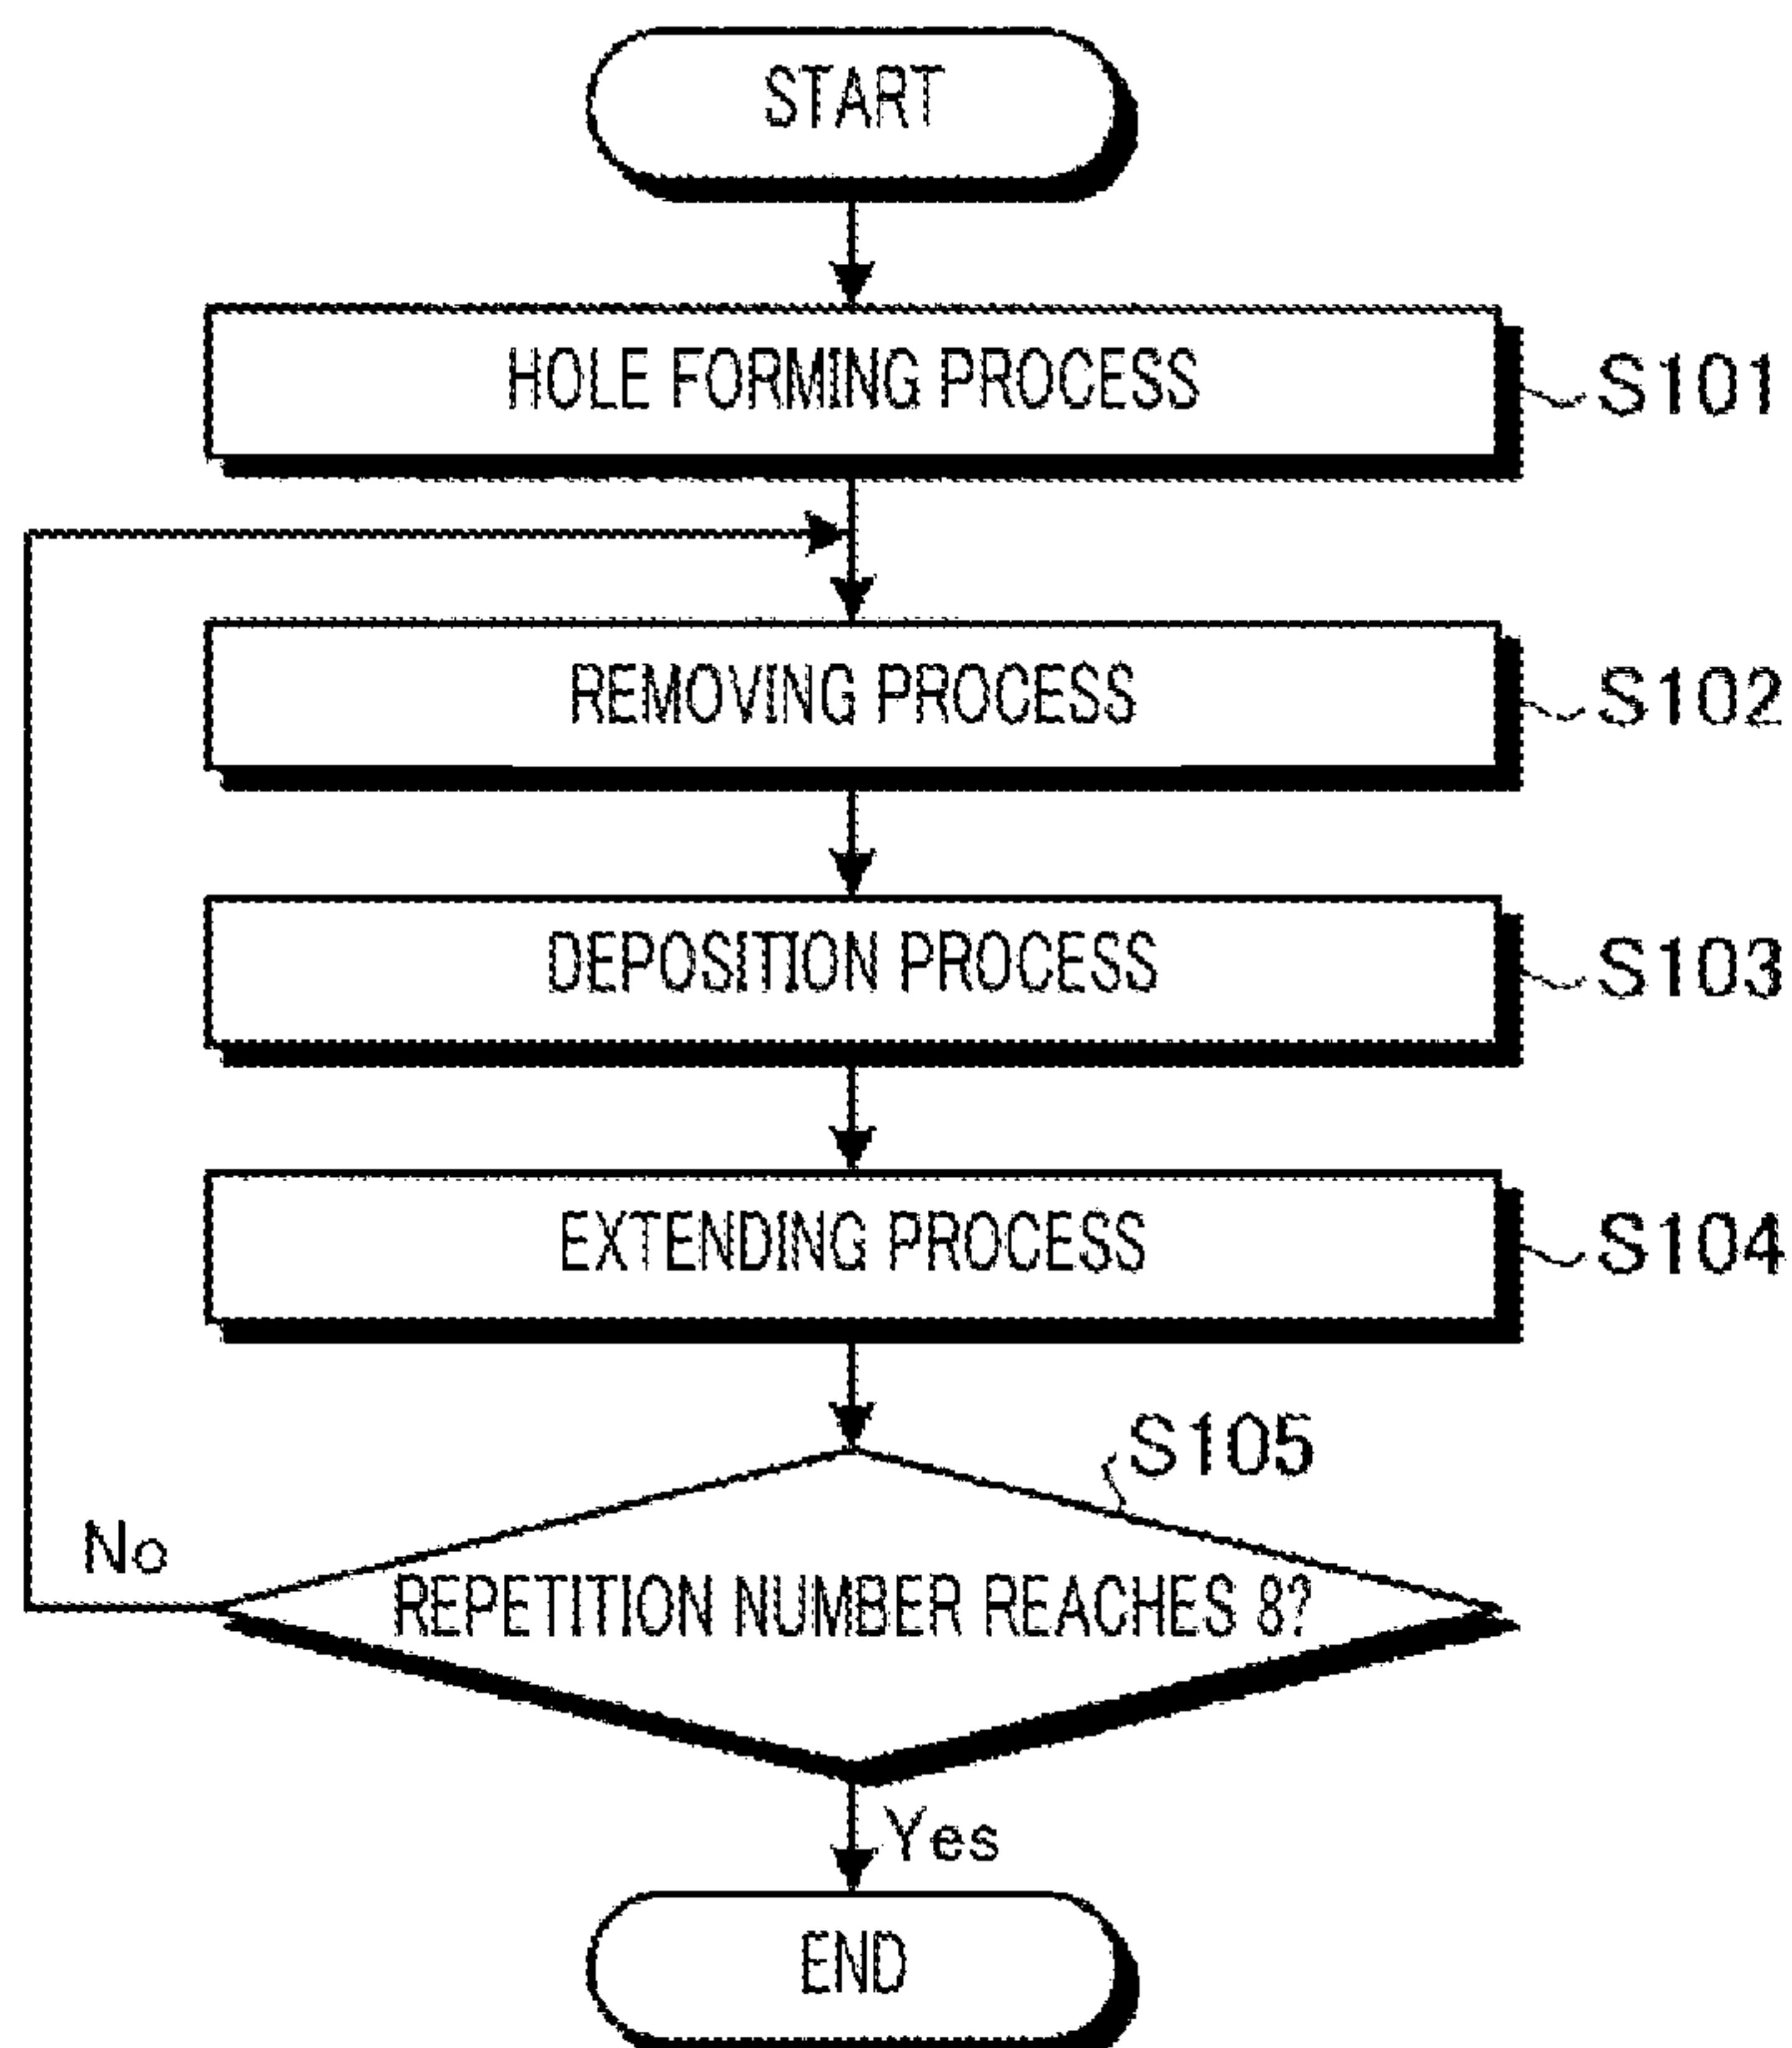 START
HOLE FORMING PROCESS
S101
REMOVING PROCESS
S102
DEPOSITION PROCESS
S103
EXTENDING PROCESS
S104
S105
No
REPETITION NUMBER REACHES 8?
Yes
END